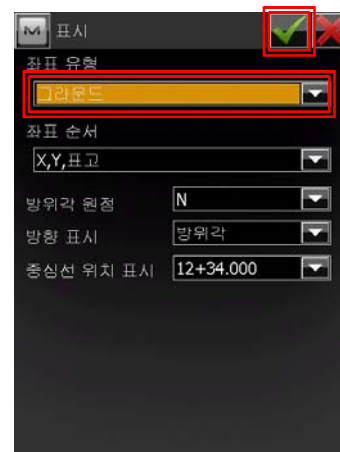 표시
좌표 유형
그라운드
좌표 순서
X,Y,표고
방위각 원점 N
방향 표시 방위각
중심선 위치 표시 12+34.000